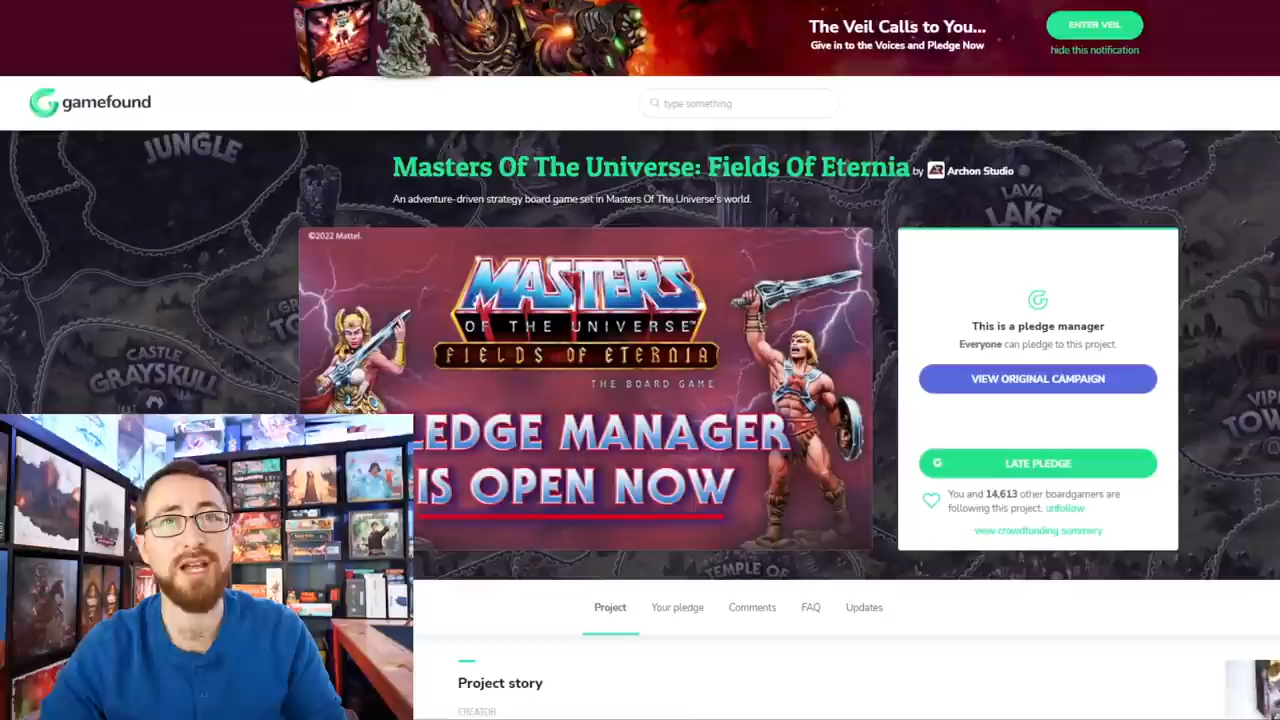 The Veil Calls to You...
Give in to the Voices and Pledge Now
ENTER VEIL
hide this notification
gamefound
type something
JUNGLE
Masters Of The Universe: Fields Of Eternia by Archon Studio
An adventure-driven strategy board game set in Masters Of The Universe's world.
LAVA
LAKE
©2022 Mattel.
MASTERS
OF THE UNIVERSE™
FIELDS OF ETERNIA
THE BOARD GAME
LEDGE MANAGER
IS OPEN NOW
CASTLE
GRAYSKULL
This is a pledge manager
Everyone can pledge to this project.
VIEW ORIGINAL CAMPAIGN
LATE PLEDGE
You and 14,613 other boardgamers are
following this project. unfollow
view crowdfunding summary
TEMPLE OF
Project
Your pledge
Comments
FAQ
Updates
Project story
CREATOR